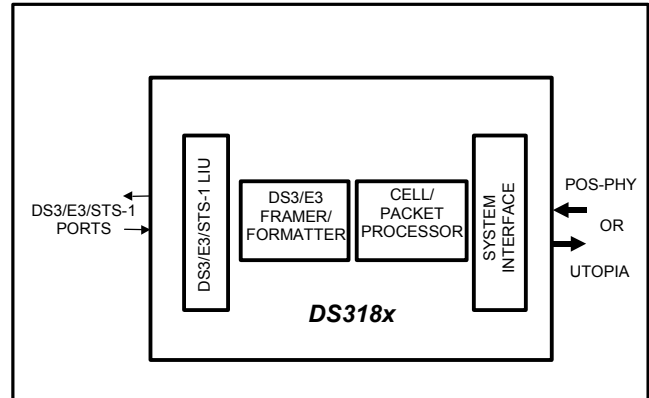 DS3/E3/STS-1
PORTS
DS3/E3/STS-1 LIU
DS3/E3
FRAMER/
FORMATTER
CELL/
PACKET
PROCESSOR
SYSTEM
INTERFACE
POS-PHY
OR
UTOPIA
DS318x